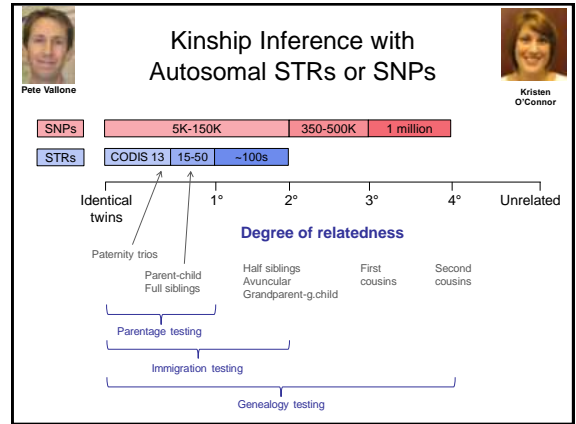 Kinship Inference with
Autosomal STRs or SNPs
Pete Vallone
Kristen
O'Connor
SNPs 5K-150K 350-500K 1 million
STRs CODIS 13 15-50 ~100s
Identical
twins
1° 2° 3° 4° Unrelated
Degree of relatedness
Paternity trios
Parent-child
Full siblings
Half siblings
Avuncular
Grandparent-g.child
First
cousins
Second
cousins
Parentage testing
Immigration testing
Genealogy testing